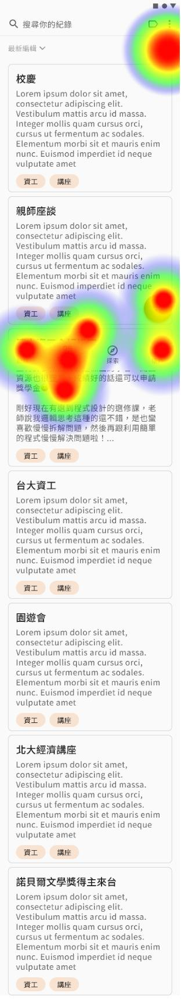 搜尋你的紀錄
最新編輯
校慶
Lorem ipsum dolor sit amet,
consectetur adipiscing elit.
Vestibulum mattis arcu id massa.
Integer mollis quam cursus orci,
cursus ut fermentum ac sodales.
Elementum morbi sit et mauris enim
nunc. Euismod imperdiet id neque
vulputate amet
資工 講座
親師座談
Lorem ipsum dolor sit amet,
consectetur adipiscing elit.
Vestibulum mattis arcu id massa.
Integer mollis quam cursus orci,
cursus ut fermentum ac sodales.
Elementum morbi sit et mauris enim
nunc. Euismod imperdiet id neque
vulputate amet
資工 講座
探索
資源也很
好的話還可以申請
獎學金
剛好現在有選到程式設計的選修課，老
師說我邏輯思考這種的還不錯，是也蠻
喜歡慢慢拆解問題，然後再跟利用簡單
的程式慢慢解決問題啦！...
資工 講座
台大資工
Lorem ipsum dolor sit amet,
consectetur adipiscing elit.
Vestibulum mattis arcu id massa.
Integer mollis quam cursus orci,
cursus ut fermentum ac sodales.
Elementum morbi sit et mauris enim
nunc. Euismod imperdiet id neque
vulputate amet
資工 講座
園遊會
Lorem ipsum dolor sit amet,
consectetur adipiscing elit.
Vestibulum mattis arcu id massa.
Integer mollis quam cursus orci,
cursus ut fermentum ac sodales.
Elementum morbi sit et mauris enim
nunc. Euismod imperdiet id neque
vulputate amet
資工 講座
北大經濟講座
Lorem ipsum dolor sit amet,
consectetur adipiscing elit.
Vestibulum mattis arcu id massa.
Integer mollis quam cursus orci,
cursus ut fermentum ac sodales.
Elementum morbi sit et mauris enim
nunc. Euismod imperdiet id neque
vulputate amet
資工 講座
諾貝爾文學獎得主來台
Lorem ipsum dolor sit amet,
consectetur adipiscing elit.
Vestibulum mattis arcu id massa.
Integer mollis quam cursus orci,
cursus ut fermentum ac sodales.
Elementum morbi sit et mauris enim
nunc. Euismod imperdiet id neque
vulputate amet
資工 講座